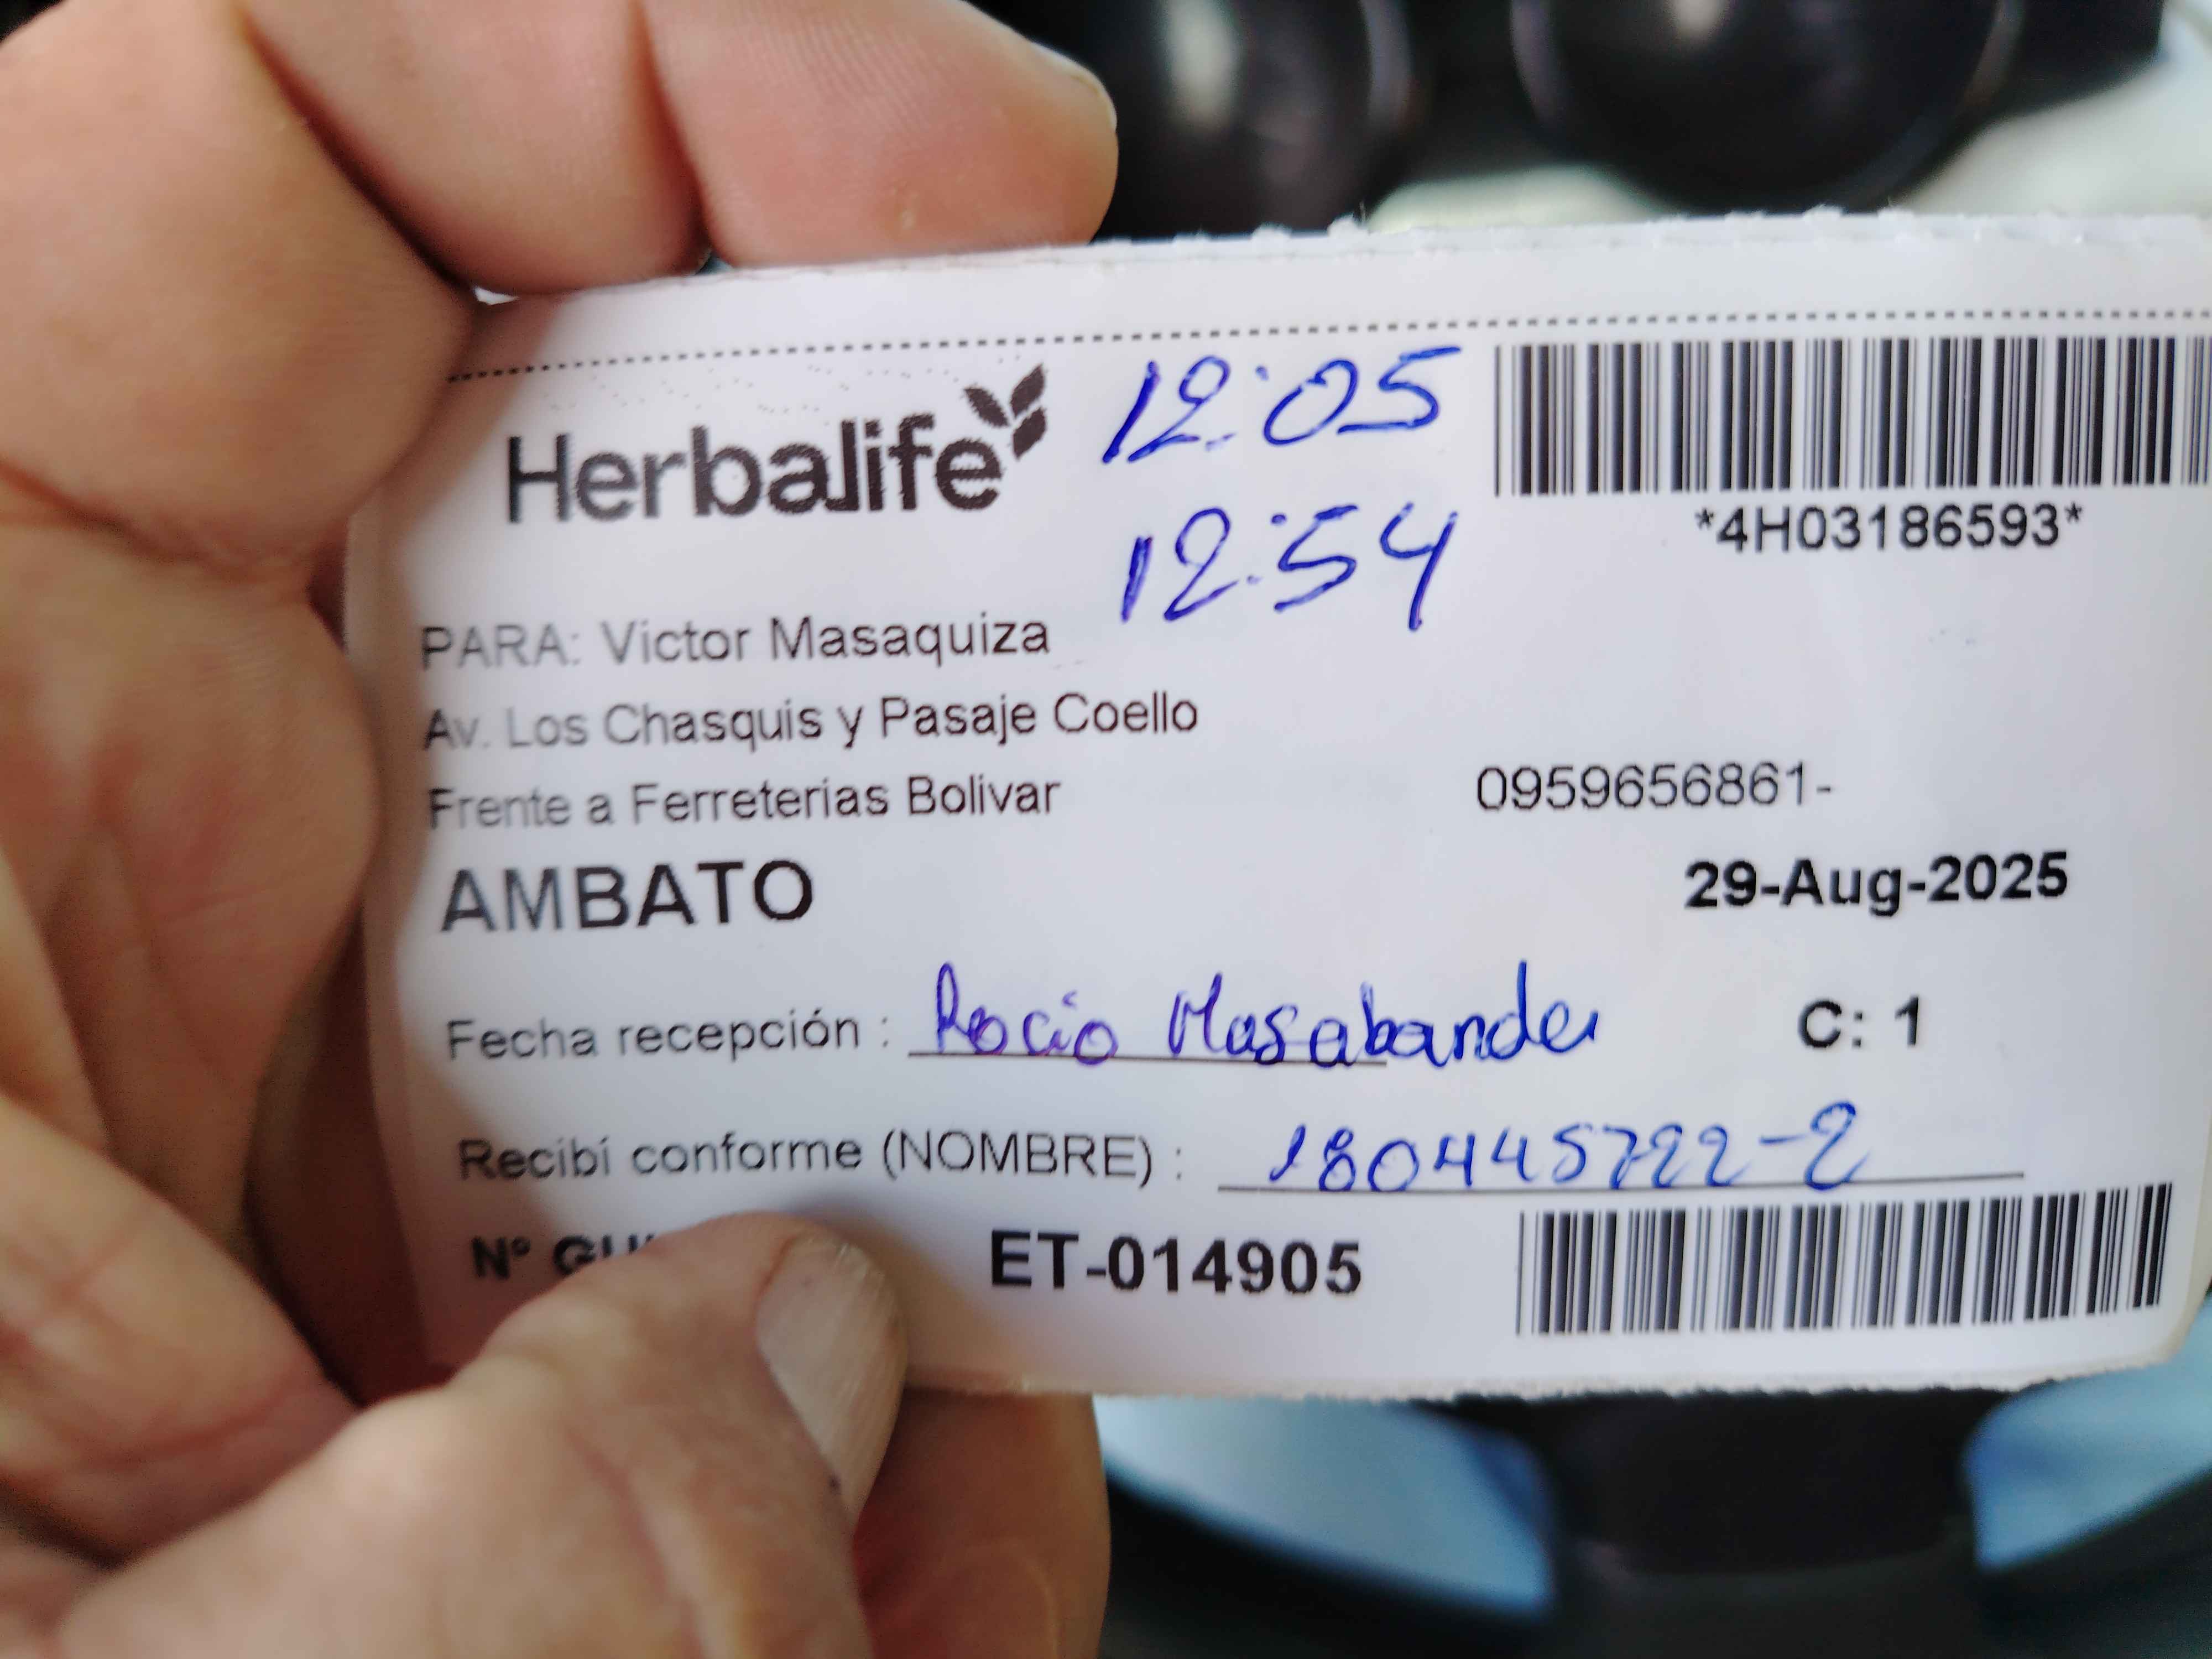 Herbalife
12:05
12:54
*4H03186593*
PARA: Victor Masaquiza
Av. Los Chasquis y Pasaje Coello
Frente a Ferreterias Bolivar
0959656861-
AMBATO
29-Aug-2025
Fecha recepción : Rocio Masabanda
C: 1
Recibí conforme (NOMBRE) : 180445722-2
Nº
ET-014905